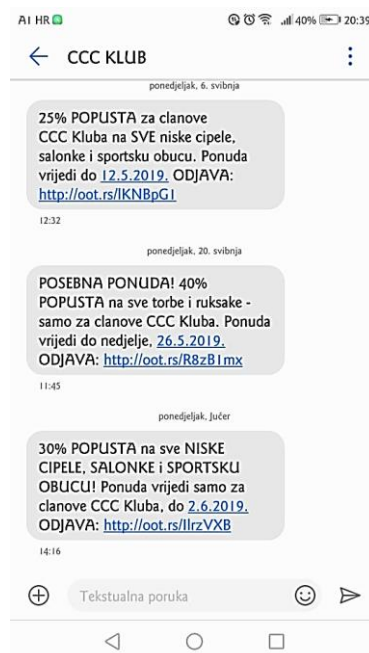 A1 HR 40% 20:39
CCC KLUB
ponedjeljak, 6. svibnja
25% POPUSTA za clanove
CCC Kluba na SVE niske cipele,
salonke i sportsku obucu. Ponuda
vrijedi do 12.5.2019. ODJAVA:
http://oot.rs/lKNBpG1
12:32
ponedjeljak, 20. svibnja
POSEBNA PONUDA! 40%
POPUSTA na sve torbe i ruksake -
samo za clanove CCC Kluba. Ponuda
vrijedi do nedjelje, 26.5.2019.
ODJAVA: http://oot.rs/R8zB1mx
11:45
ponedjeljak, Jučer
30% POPUSTA na sve NISKE
CIPELE, SALONKE i SPORTSKU
OBUCU! Ponuda vrijedi samo za
clanove CCC Kluba, do 2.6.2019.
ODJAVA: http://oot.rs/IlrzVXB
14:16
Tekstualna poruka